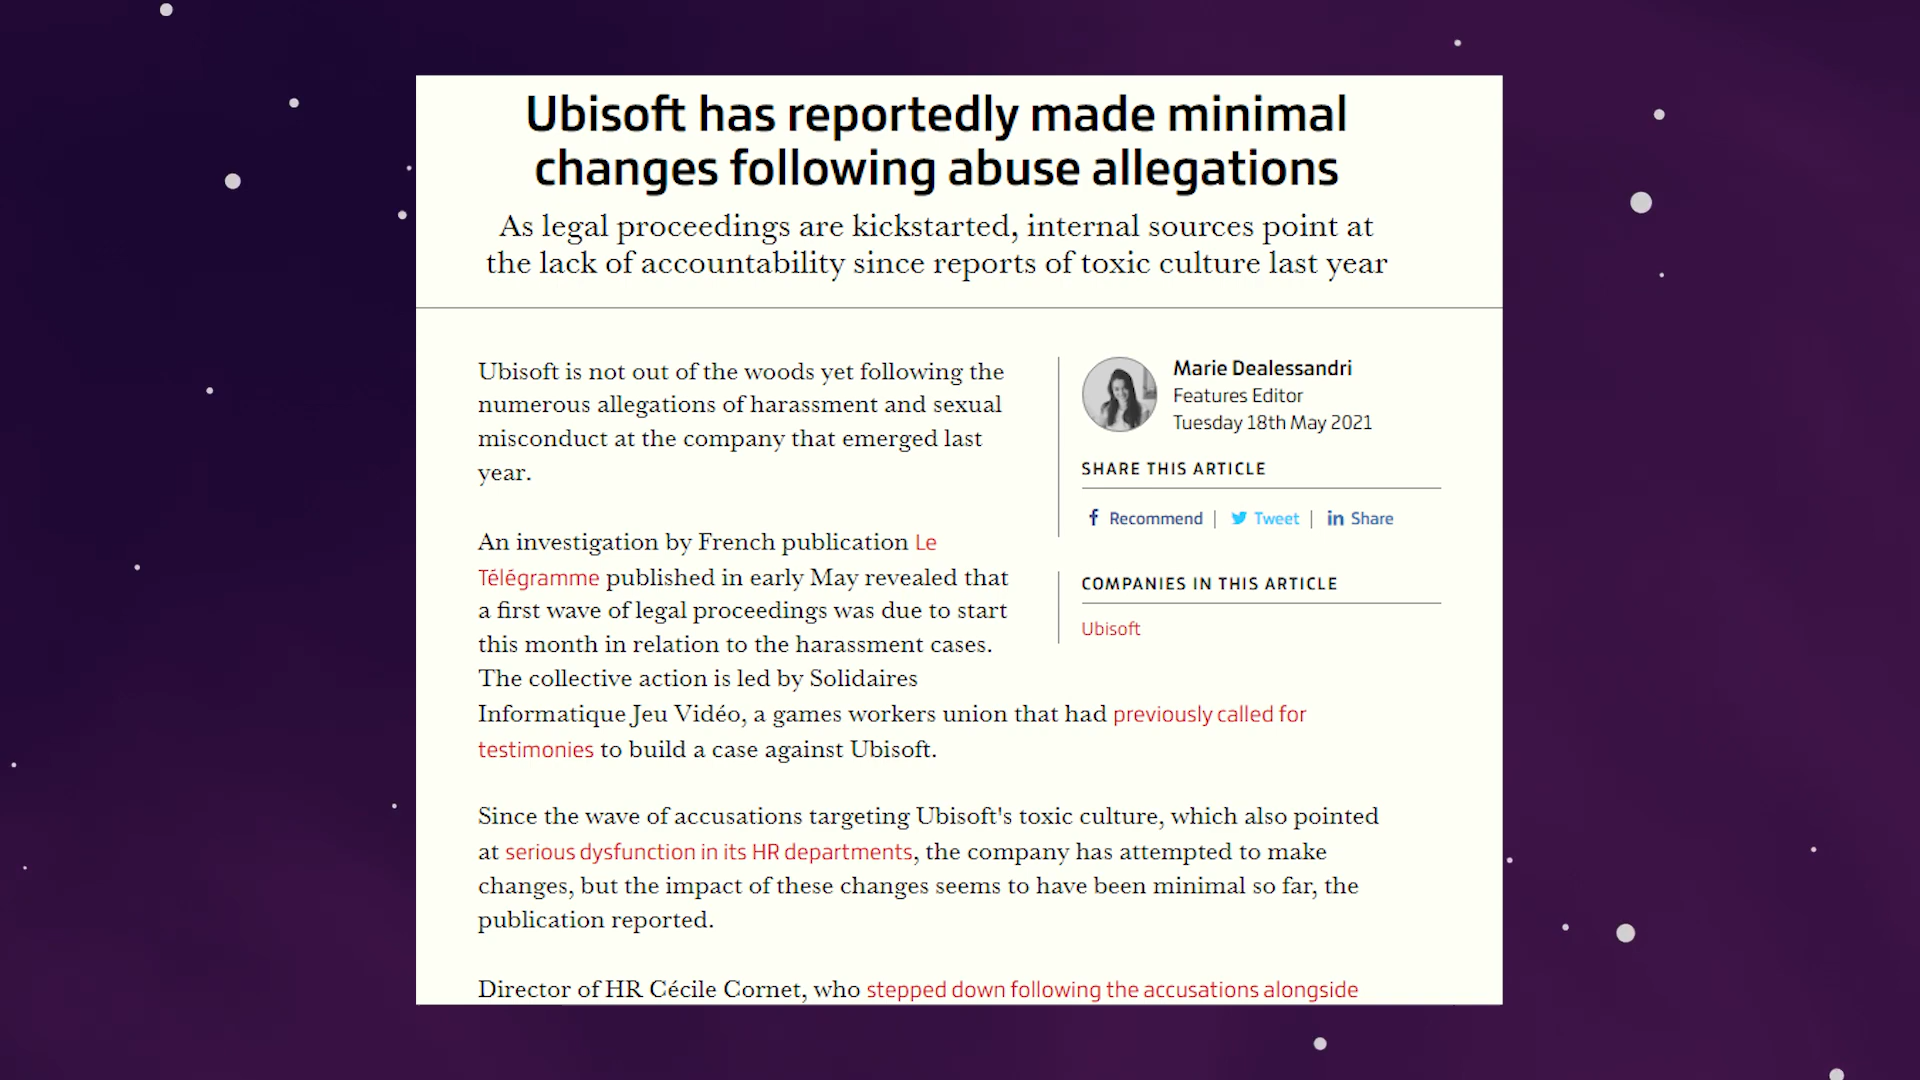 Ubisoft has reportedly made minimal
changes following abuse allegations
As legal proceedings are kickstarted, internal sources point at
the lack of accountability since reports of toxic culture last year
Ubisoft is not out of the woods yet following the
numerous allegations of harassment and sexual
misconduct at the company that emerged last
year.
An investigation by French publication Le
Télégramme published in early May revealed that
a first wave of legal proceedings was due to start
this month in relation to the harassment cases.
The collective action is led by Solidaires
Informatique Jeu Vidéo, a games workers union that had previously called for
testimonies to build a case against Ubisoft.
Since the wave of accusations targeting Ubisoft's toxic culture, which also pointed
at serious dysfunction in its HR departments, the company has attempted to make
changes, but the impact of these changes seems to have been minimal so far, the
publication reported.
Director of HR Cécile Cornet, who stepped down following the accusations alongside
Marie Dealessandri
Features Editor
Tuesday 18th May 2021
SHARE THIS ARTICLE
Recommend | Tweet | Share
COMPANIES IN THIS ARTICLE
Ubisoft